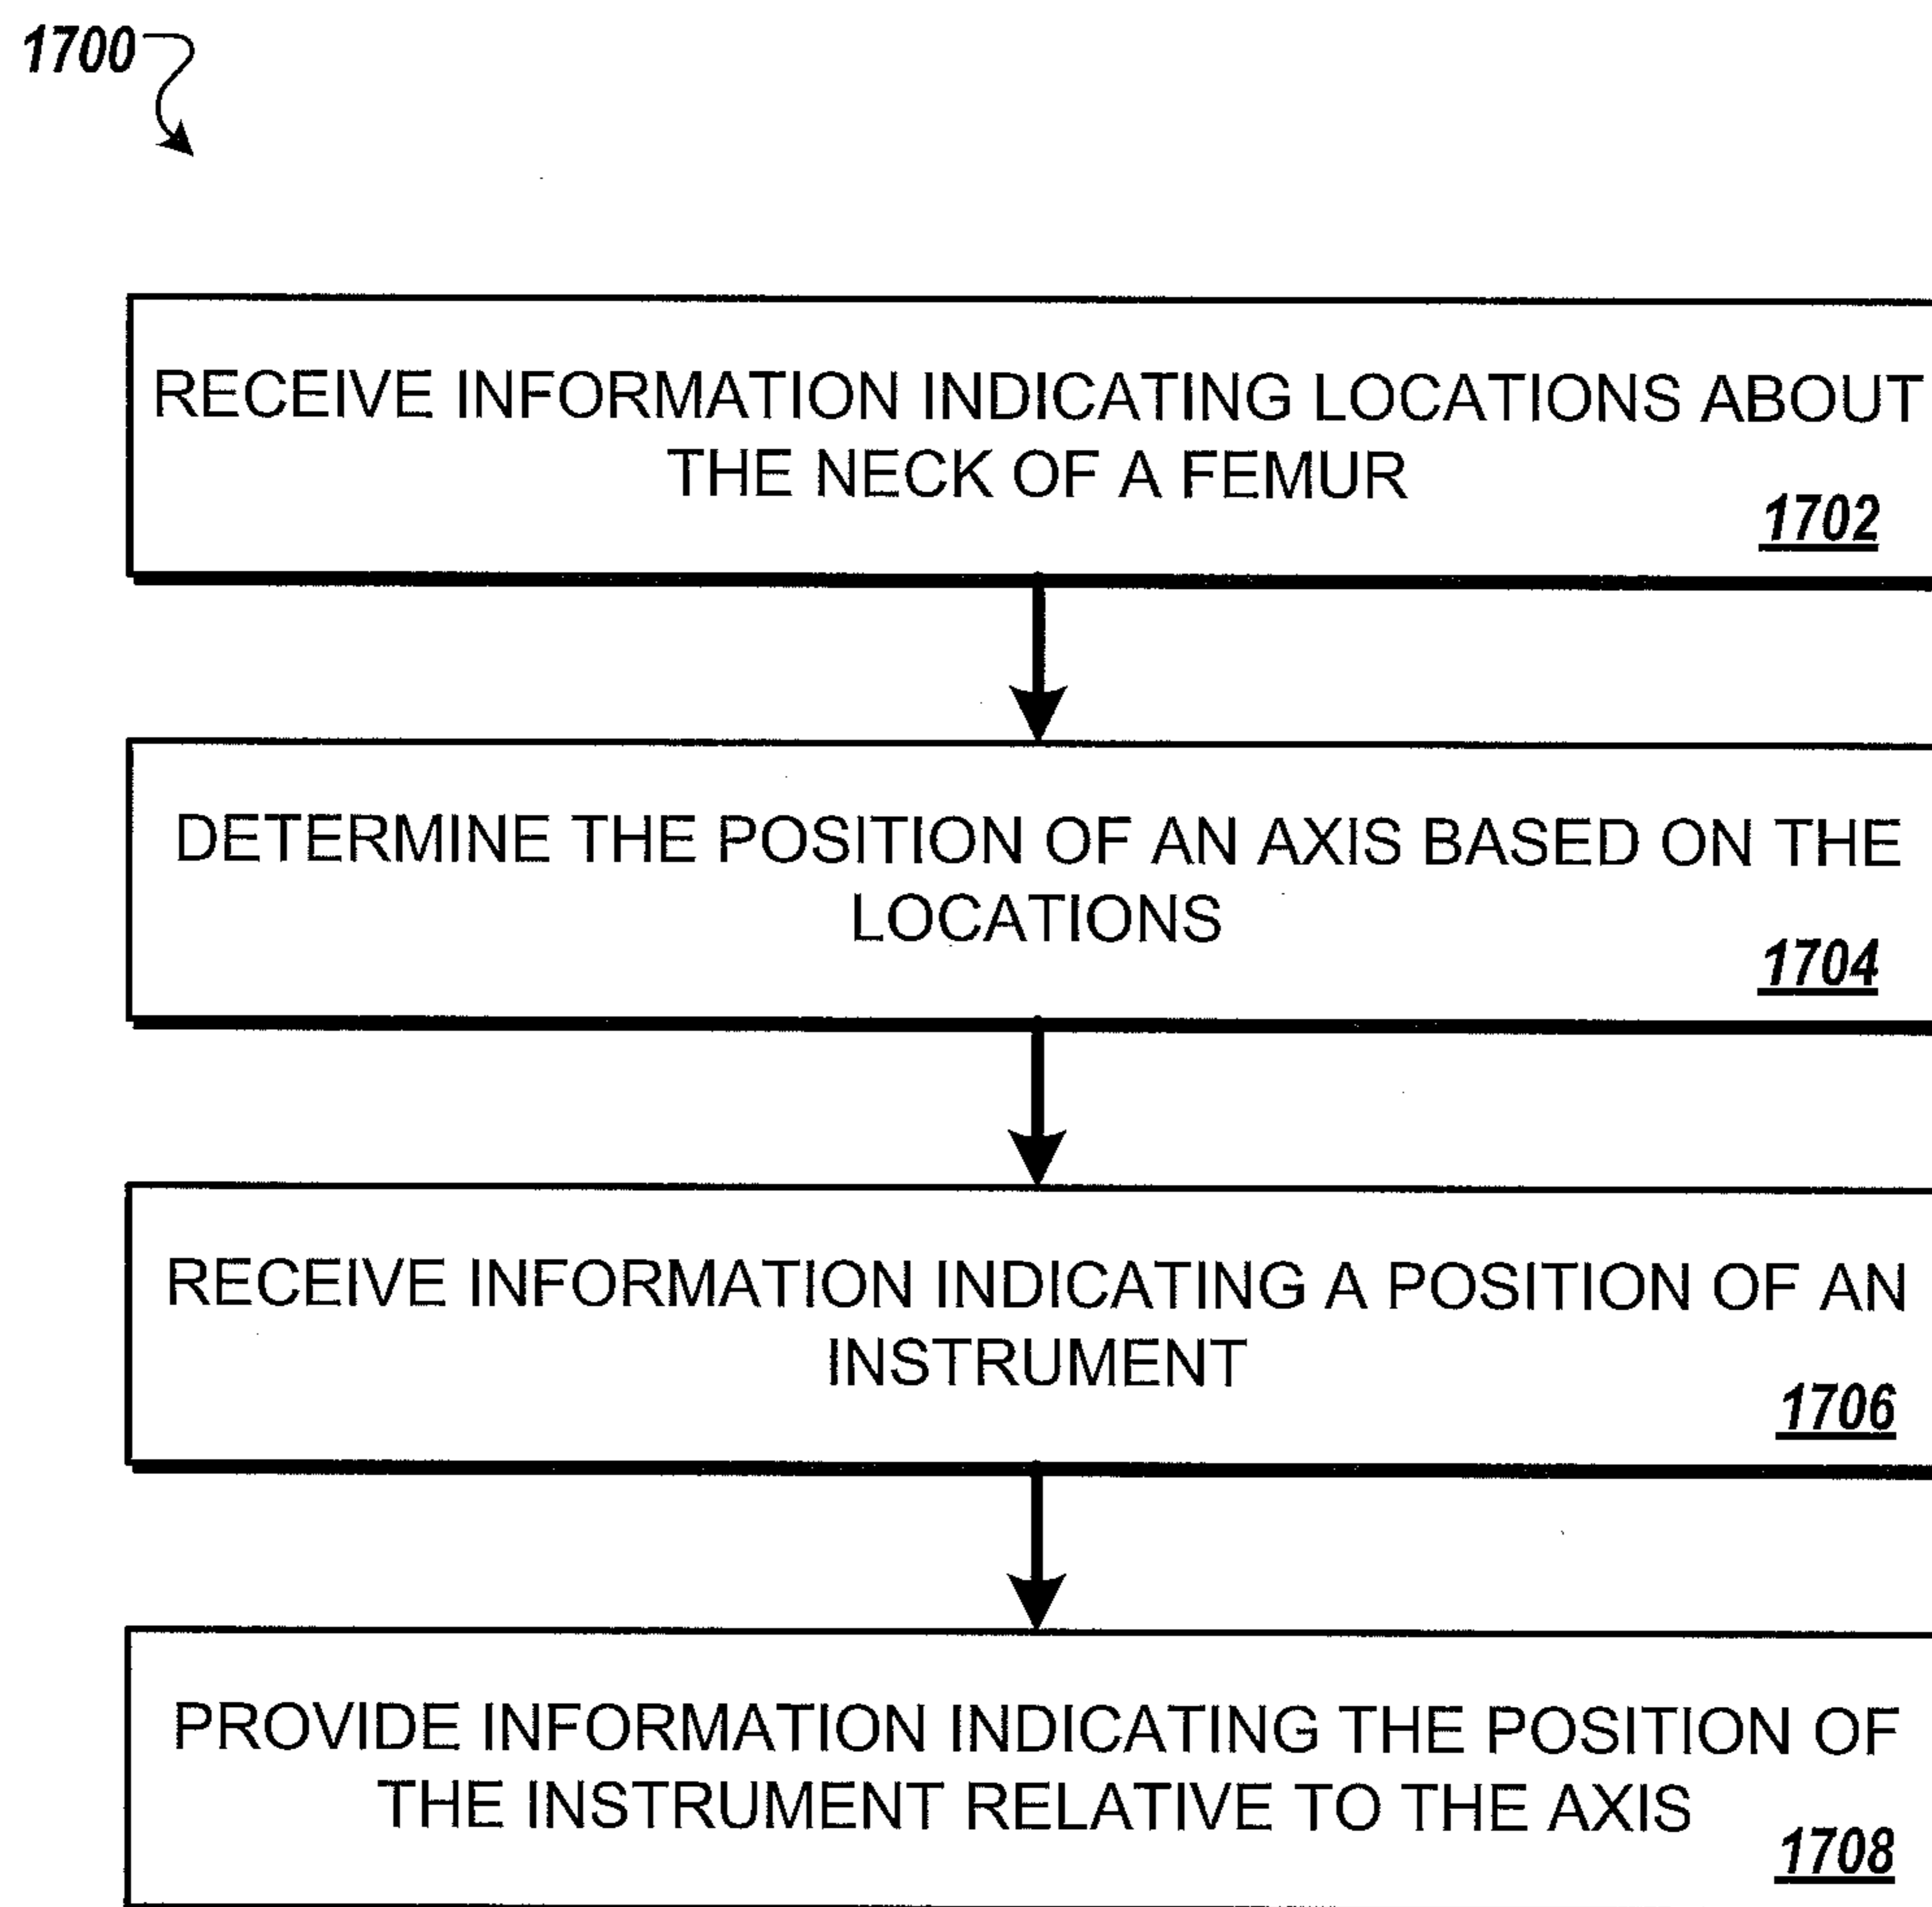 1700
RECEIVE INFORMATION INDICATING LOCATIONS ABOUT
THE NECK OF A FEMUR
1702
DETERMINE THE POSITION OF AN AXIS BASED ON THE
LOCATIONS
1704
RECEIVE INFORMATION INDICATING A POSITION OF AN
INSTRUMENT
1706
PROVIDE INFORMATION INDICATING THE POSITION OF
THE INSTRUMENT RELATIVE TO THE AXIS
1708